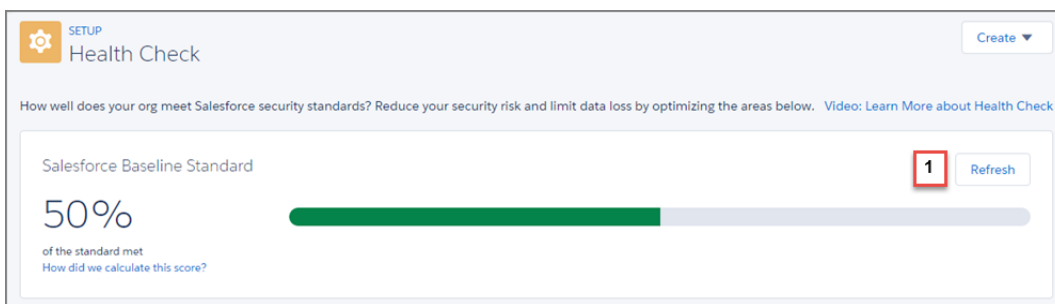 SETUP
Health Check
Create
How well does your org meet Salesforce security standards? Reduce your security risk and limit data loss by optimizing the areas below. Video: Learn More about Health Check
Salesforce Baseline Standard
1
Refresh
50%
of the standard met
How did we calculate this score?